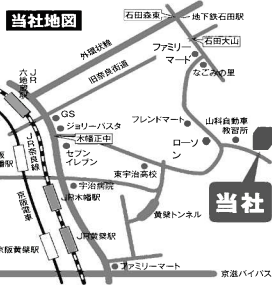 当社地図
石田森東
地下鉄石田駅
石田大山
ファミリー
マート
なごみの里
外環状線
旧奈良街道
JR
六地蔵駅
GS
ジョリーパスタ
木幡正中
セブン
イレブン
フレンドマート
ローソン
山科自動車
教習所
東宇治高校
宇治病院
JR木幡駅
JR奈良線
京阪電車
当社
黄檗トンネル
JR黄檗駅
京阪黄檗駅
ファミリーマート
京滋バイパス